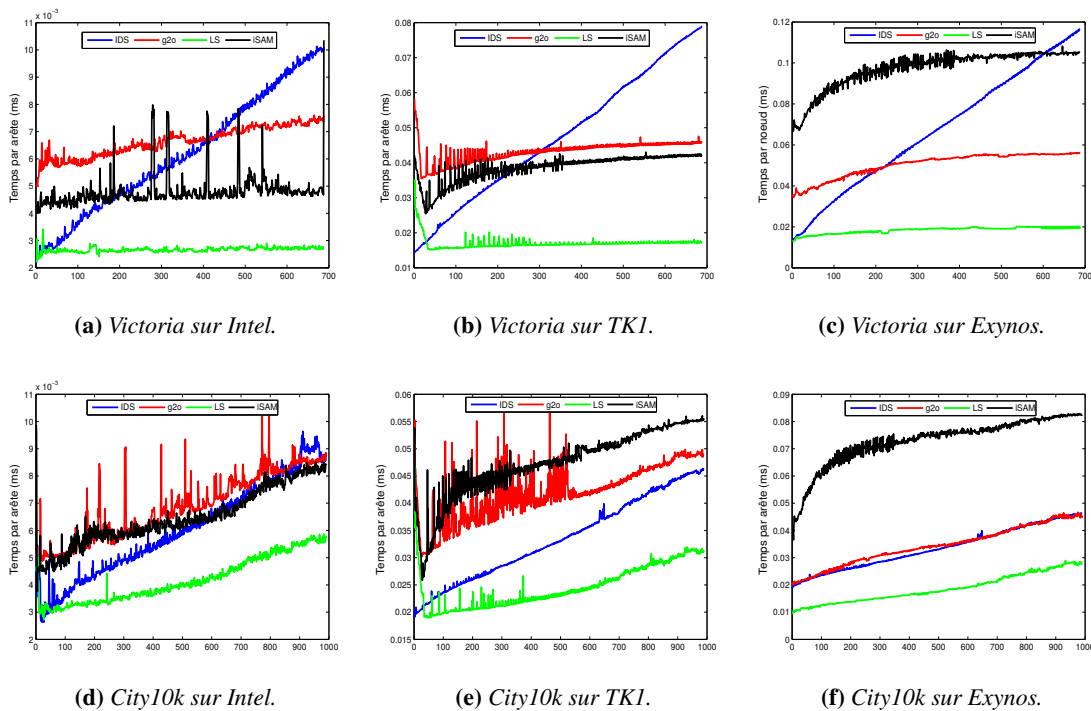 x 10⁻³
IDS g2o LS iSAM
Temps par arête (ms)
11
10
9
8
7
6
5
4
3
2
0 100 200 300 400 500 600 700
(a) Victoria sur Intel.
IDS g2o LS iSAM
Temps par arête (ms)
0.08
0.07
0.06
0.05
0.04
0.03
0.02
0.01
0 100 200 300 400 500 600 700
(b) Victoria sur TK1.
IDS g2o LS iSAM
Temps par noeud (ms)
0.12
0.1
0.08
0.06
0.04
0.02
0
0 100 200 300 400 500 600 700
(c) Victoria sur Exynos.
x 10⁻³
IDS g2o LS iSAM
Temps par arête (ms)
11
10
9
8
7
6
5
4
3
2
0 100 200 300 400 500 600 700 800 900 1000
(d) City10k sur Intel.
IDS g2o LS iSAM
Temps par arête (ms)
0.06
0.055
0.05
0.045
0.04
0.035
0.03
0.025
0.02
0.015
0 100 200 300 400 500 600 700 800 900 1000
(e) City10k sur TK1.
IDS g2o LS iSAM
Temps par arête (ms)
0.09
0.08
0.07
0.06
0.05
0.04
0.03
0.02
0.01
0
0 100 200 300 400 500 600 700 800 900 1000
(f) City10k sur Exynos.